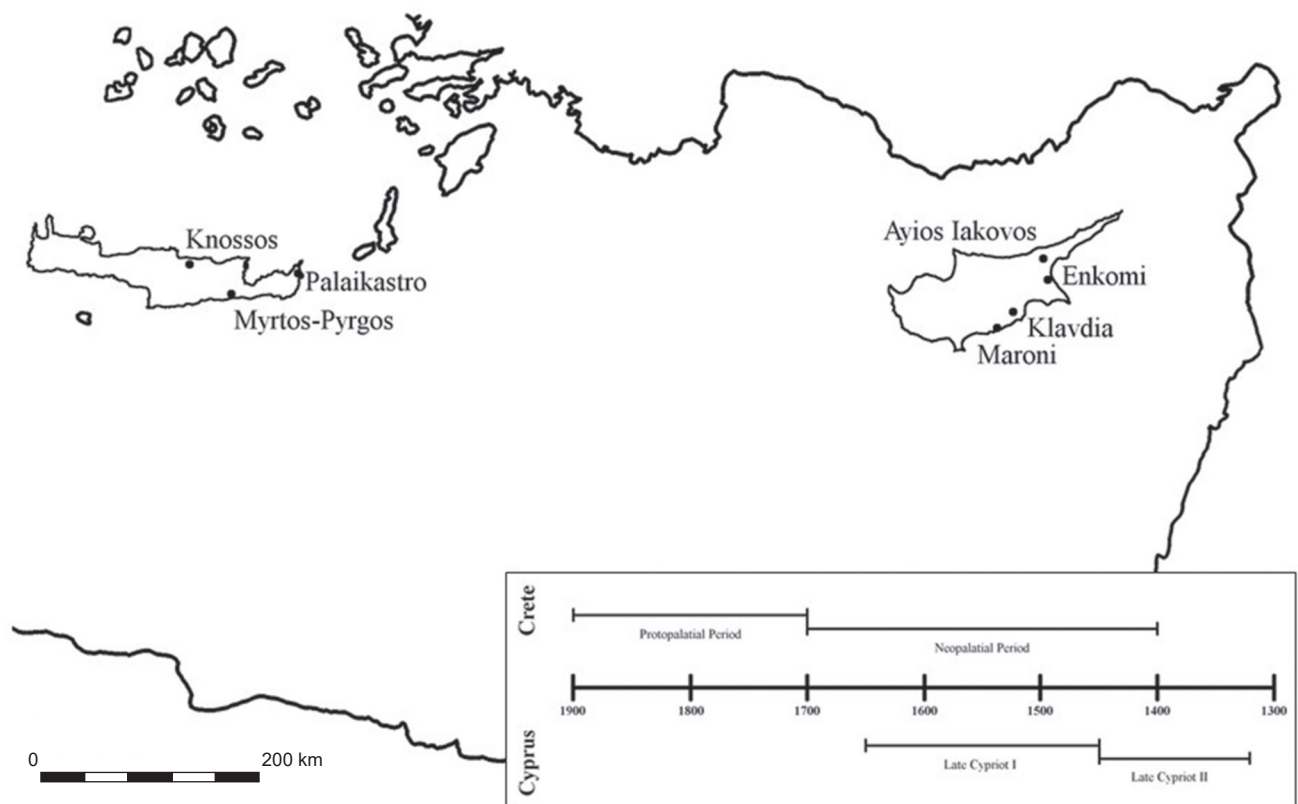 Knossos
Palaikastro
Myrtos-Pyrgos
Ayios Iakovos
Enkomi
Klavdia
Maroni
Crete
Protopalatial Period
Neopalatial Period
1900 1800 1700 1600 1500 1400 1300
Cyprus
Late Cypriot I
Late Cypriot II
0 200 km